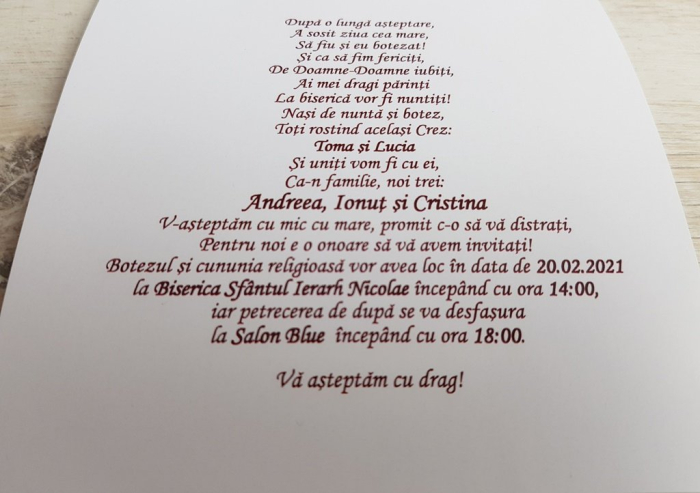 După o lungă așteptare,
A sosit ziua cea mare,
Să fiu și eu botezat!
Și ca să fim fericiți,
De Doamne-Doamne iubiți,
Ai mei dragi părinți
La biserică vor fi nuntiți!
Nași de nuntă și botez,
Toți rostind același Crez:
Toma și Lucia
Și uniți vom fi cu ei,
Ca-n familie, noi trei:
Andreea, Ionuț și Cristina
V-așteptăm cu mic cu mare, promit c-o să vă distrați,
Pentru noi e o onoare să vă avem invitați!
Botezul și cununia religioasă vor avea loc în data de 20.02.2021
la Biserica Sfântul Ierarh Nicolae începând cu ora 14:00,
iar petrecerea de după se va desfașura
la Salon Blue începând cu ora 18:00.
Vă așteptăm cu drag!